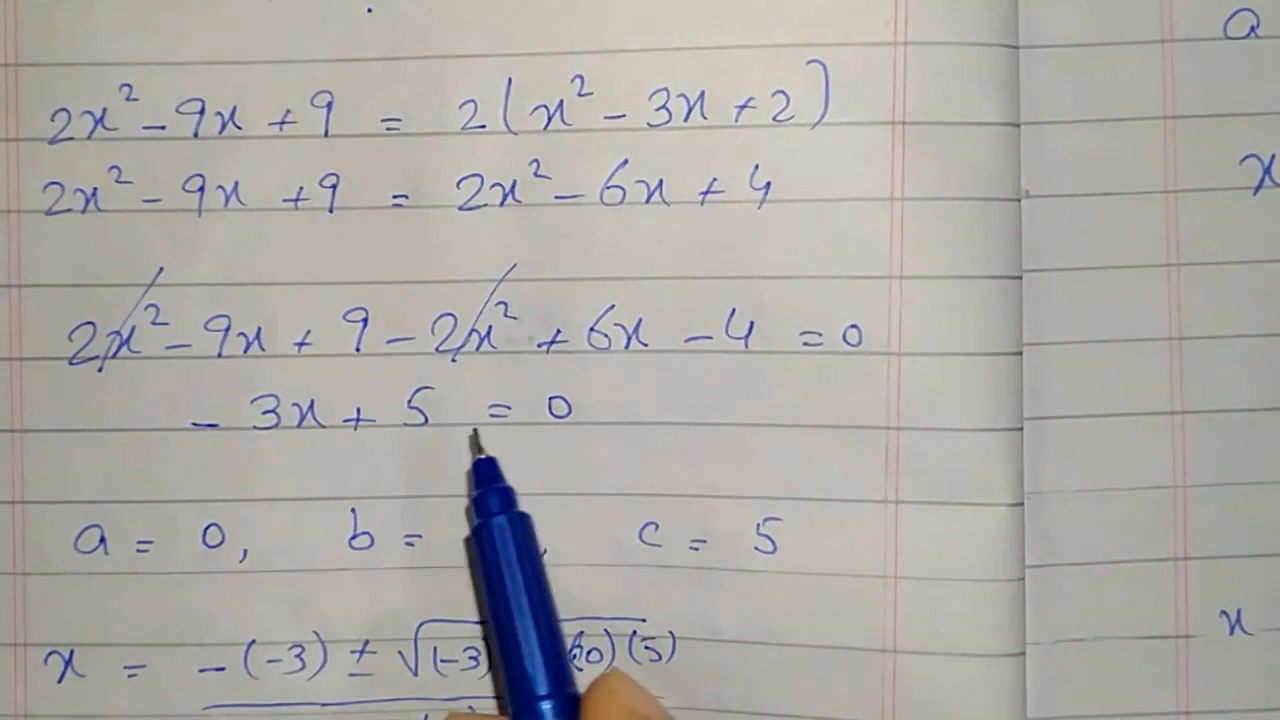 2x² - 9x + 9 = 2(x² - 3x + 2)
2x² - 9x + 9 = 2x² - 6x + 4
2x² - 9x + 9 - 2x² + 6x - 4 = 0
- 3x + 5 = 0
a = 0, b = , c = 5
x = -(-3) ± √(-3) (0)(5)
a
x
x